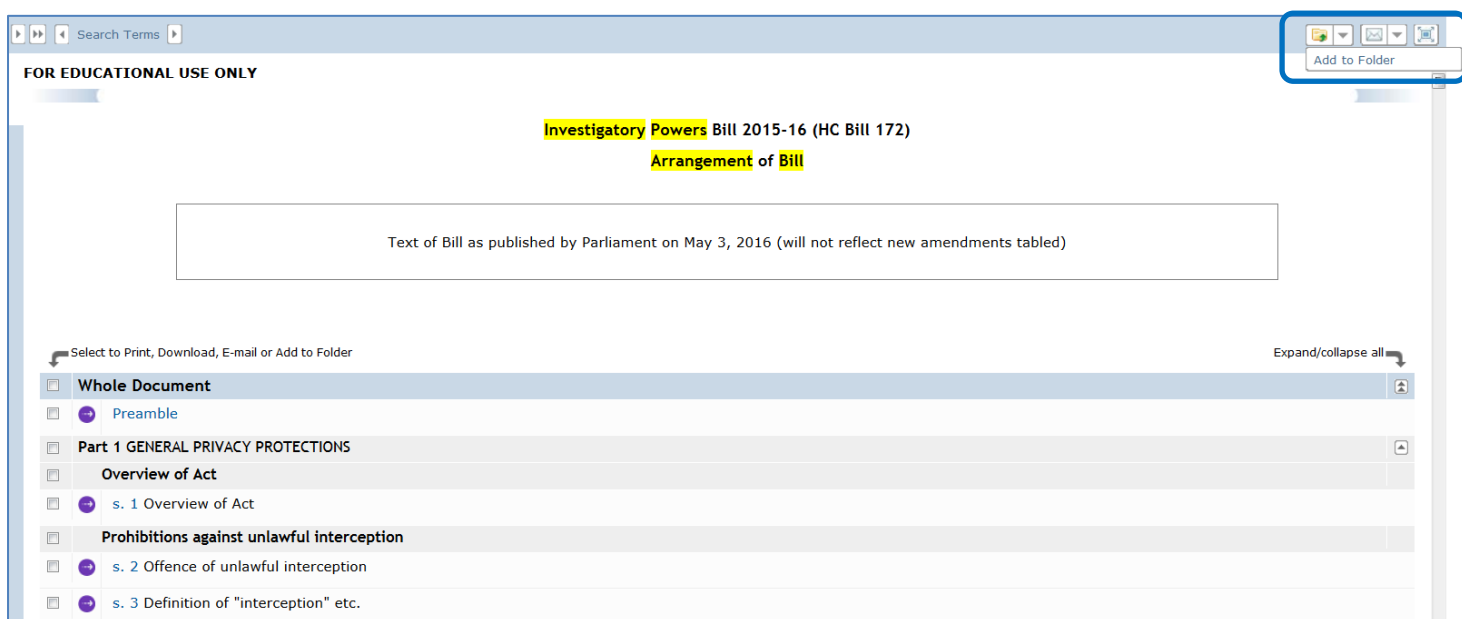 Search Terms
Add to Folder
FOR EDUCATIONAL USE ONLY
Investigatory Powers Bill 2015-16 (HC Bill 172)
Arrangement of Bill
Text of Bill as published by Parliament on May 3, 2016 (will not reflect new amendments tabled)
Select to Print, Download, E-mail or Add to Folder
Expand/collapse all
Whole Document
Preamble
Part 1 GENERAL PRIVACY PROTECTIONS
Overview of Act
s. 1 Overview of Act
Prohibitions against unlawful interception
s. 2 Offence of unlawful interception
s. 3 Definition of "interception" etc.